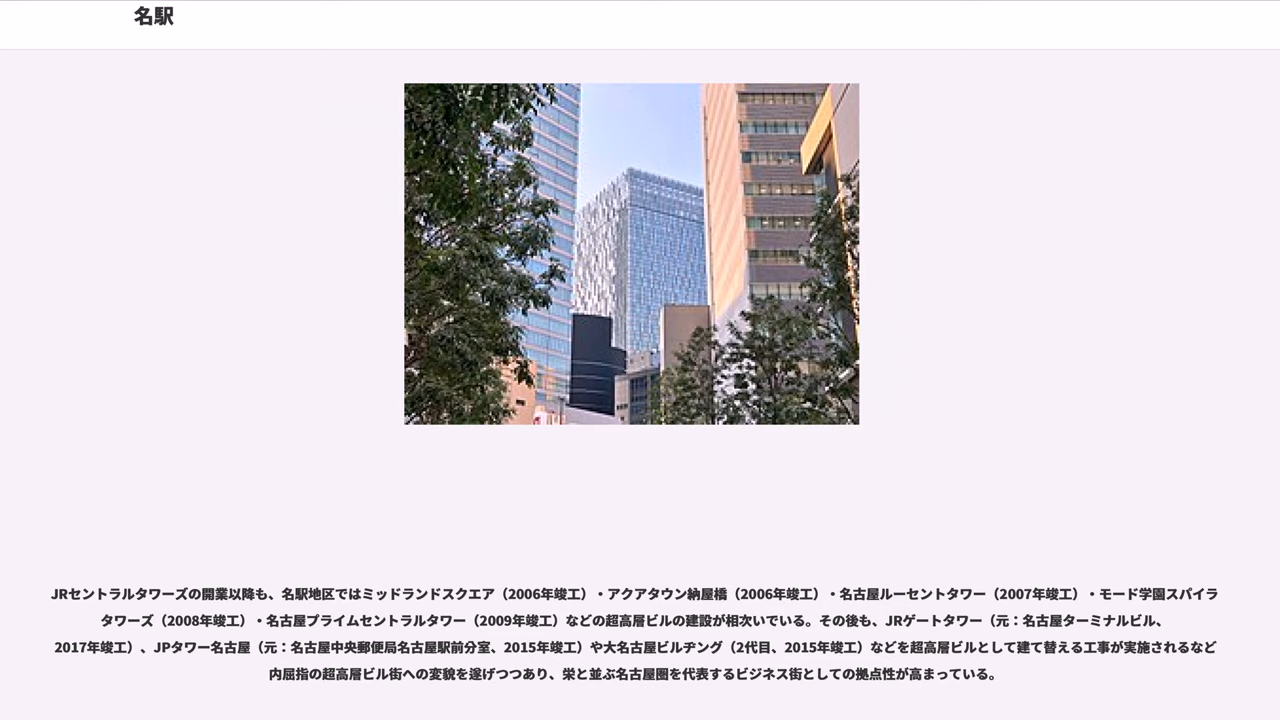 名駅
JRセントラルタワーズの開業以降も、名駅地区ではミッドランドスクエア（2006年竣工）・アクアタウン納屋橋（2006年竣工）・名古屋ルーセントタワー（2007年竣工）・モード学園スパイラ
タワーズ（2008年竣工）・名古屋プライムセントラルタワー（2009年竣工）などの超高層ビルの建設が相次いでいる。その後も、JRゲートタワー（元：名古屋ターミナルビル、
2017年竣工）、JPタワー名古屋（元：名古屋中央郵便局名古屋駅前分室、2015年竣工）や大名古屋ビルヂング（2代目、2015年竣工）などを超高層ビルとして建て替える工事が実施されるなど
内屈指の超高層ビル街への変貌を遂げつつあり、栄と並ぶ名古屋圏を代表するビジネス街としての拠点性が高まっている。